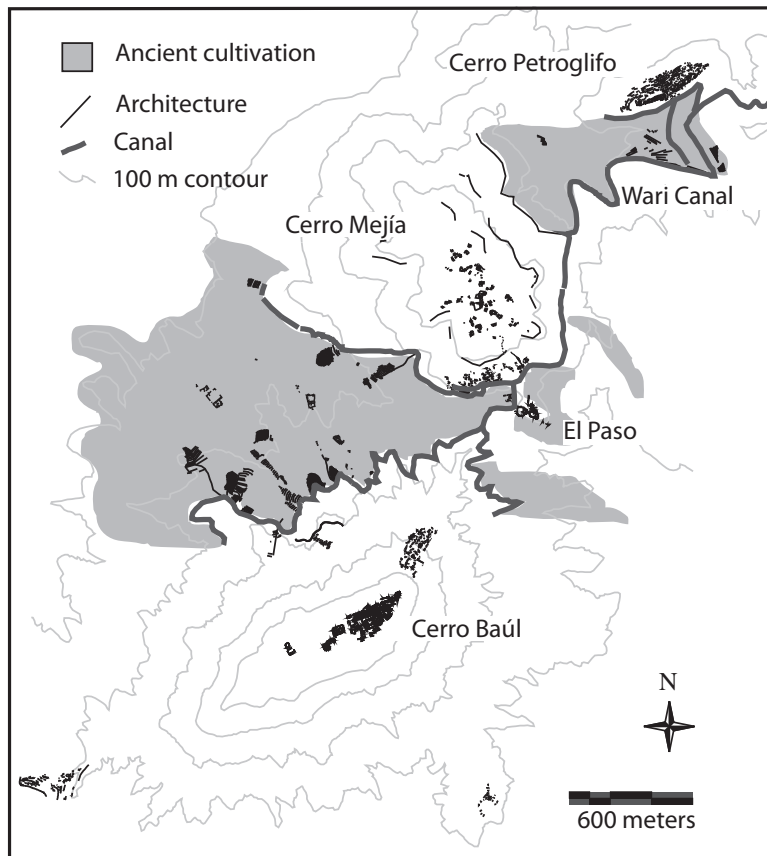 Ancient cultivation
Architecture
Canal
100 m contour
Cerro Petroglifo
Wari Canal
Cerro Mejía
El Paso
Cerro Baúl
N
600 meters